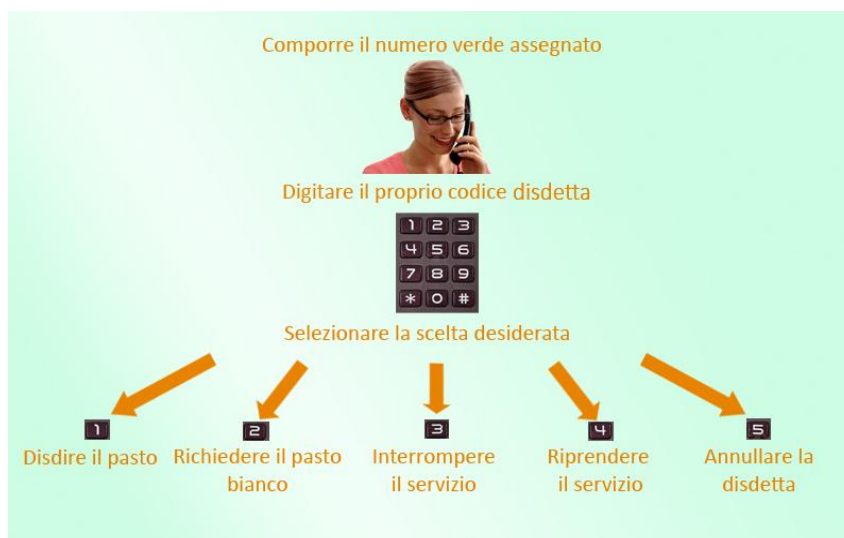 Comporre il numero verde assegnato
Digitare il proprio codice disdetta
1 2 3
4 5 6
7 8 9
* 0 #
Selezionare la scelta desiderata
1
Disdire il pasto
2
Richiedere il pasto
bianco
3
Interrompere
il servizio
4
Riprendere
il servizio
5
Annullare la
disdetta